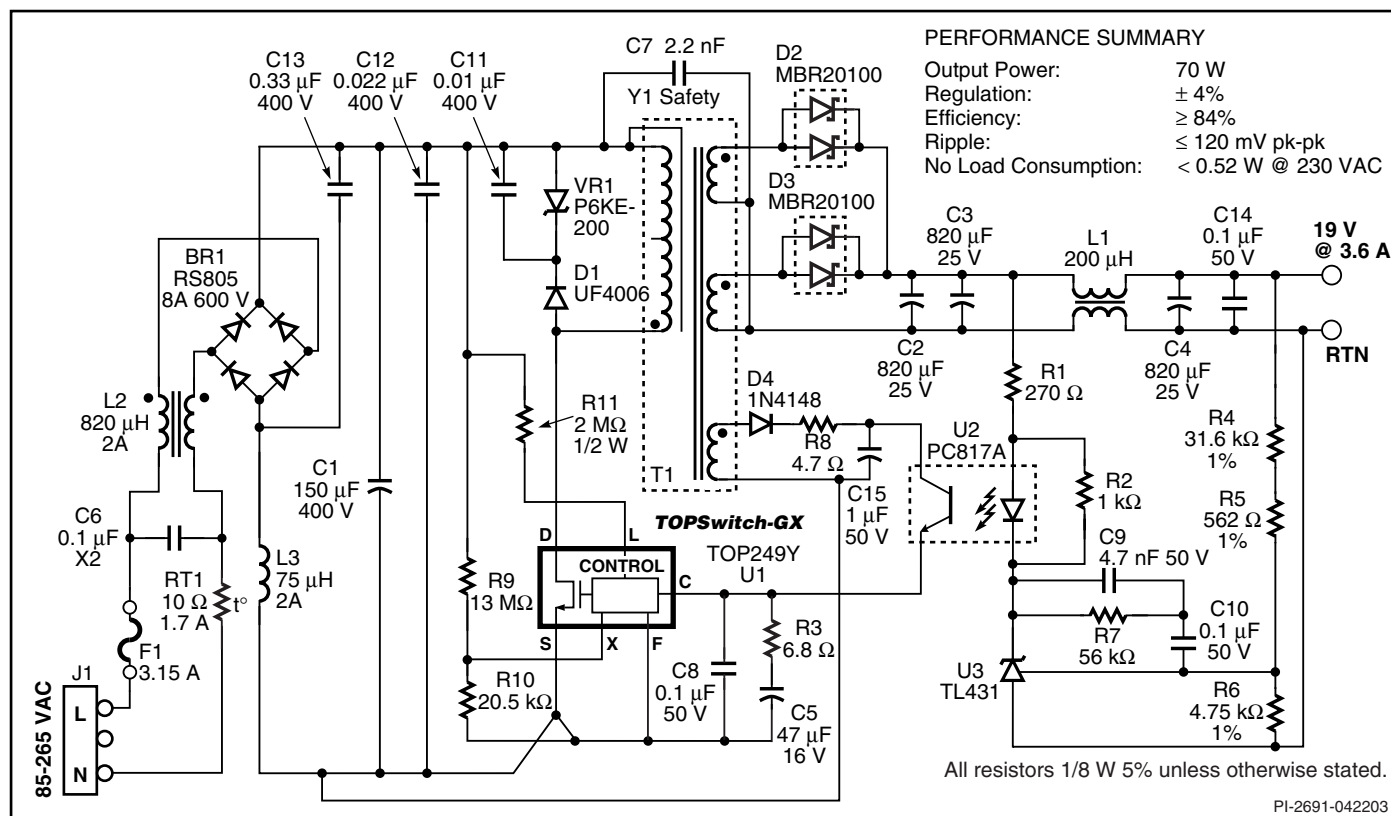 C13
0.33 µF
400 V
C12
0.022 µF
400 V
C11
0.01 µF
400 V
C7 2.2 nF
Y1 Safety
D2
MBR20100
PERFORMANCE SUMMARY
Output Power: 70 W
Regulation: ± 4%
Efficiency: ≥ 84%
Ripple: ≤ 120 mV pk-pk
No Load Consumption: < 0.52 W @ 230 VAC
VR1
P6KE-
200
D3
MBR20100
BR1
RS805
8A 600 V
D1
UF4006
C3
820 µF
25 V
L1
200 µH
C14
0.1 µF
50 V
19 V
@ 3.6 A
RTN
C2
820 µF
25 V
C4
820 µF
25 V
R1
270 Ω
L2
820 µH
2A
R11
2 MΩ
1/2 W
D4
1N4148
R8
4.7 Ω
T1
U2
PC817A
R2
1 kΩ
R4
31.6 kΩ
1%
C1
150 µF
400 V
C15
1 µF
50 V
R5
562 Ω
1%
C6
0.1 µF
X2
TOPSwitch-GX
D
L
CONTROL
C
S
X
F
TOP249Y
U1
C9
4.7 nF 50 V
RT1
10 Ω
1.7 A
t°
L3
75 µH
2A
R9
13 MΩ
R3
6.8 Ω
R7
56 kΩ
C10
0.1 µF
50 V
F1
3.15 A
J1
L
N
85-265 VAC
R10
20.5 kΩ
C8
0.1 µF
50 V
C5
47 µF
16 V
U3
TL431
R6
4.75 kΩ
1%
All resistors 1/8 W 5% unless otherwise stated.
PI-2691-042203